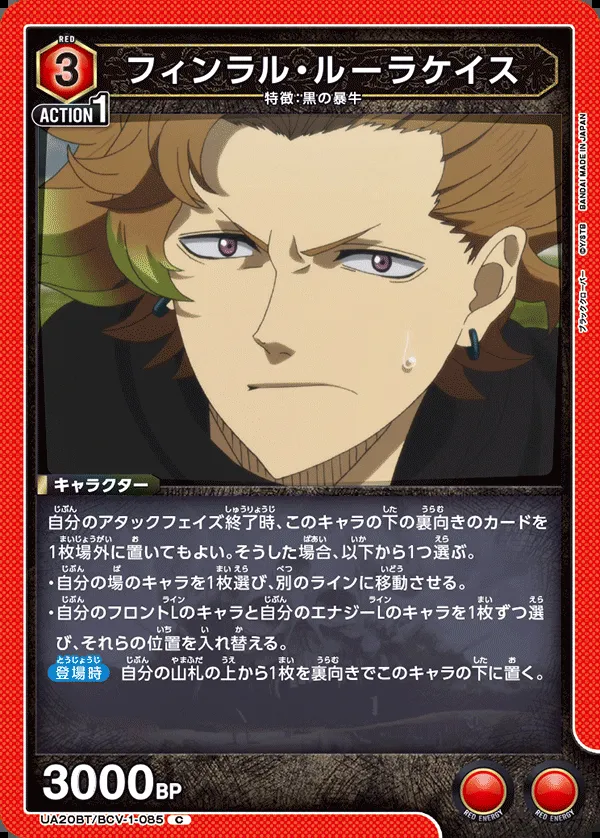 RED
3
フィンラル・ルーラケイス
特徴:黒の暴牛
ACTION 1
BANDAI MADE IN JAPAN
©Y/STB
ブラッククローバー
キャラクター
自分のアタックフェイズ終了時、このキャラの下の裏向きのカードを
1枚場外に置いてもよい。そうした場合、以下から1つ選ぶ。
・自分の場のキャラを1枚選び、別のラインに移動させる。
・自分のフロントLのキャラと自分のエナジーLのキャラを1枚ずつ選
び、それらの位置を入れ替える。
登場時 自分の山札の上から1枚を裏向きでこのキャラの下に置く。
3000BP
RED ENERGY RED ENERGY
UA20BT/BCV-1-085 C